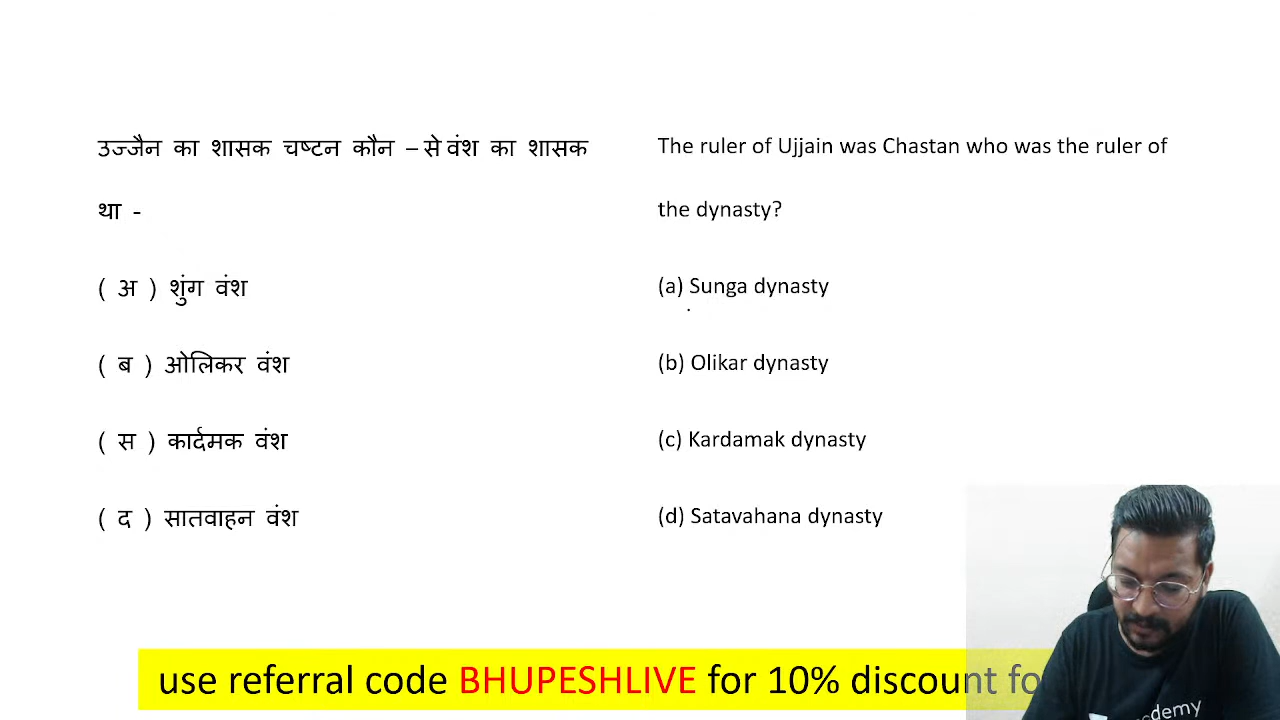 उज्जैन का शासक चष्टन कौन – से वंश का शासक
था -
( अ ) शुंग वंश
( ब ) ओलिकर वंश
( स ) कार्दमक वंश
( द ) सातवाहन वंश
The ruler of Ujjain was Chastan who was the ruler of
the dynasty?
(a) Sunga dynasty
(b) Olikar dynasty
(c) Kardamak dynasty
(d) Satavahana dynasty
use referral code BHUPESHLIVE for 10% discount fo